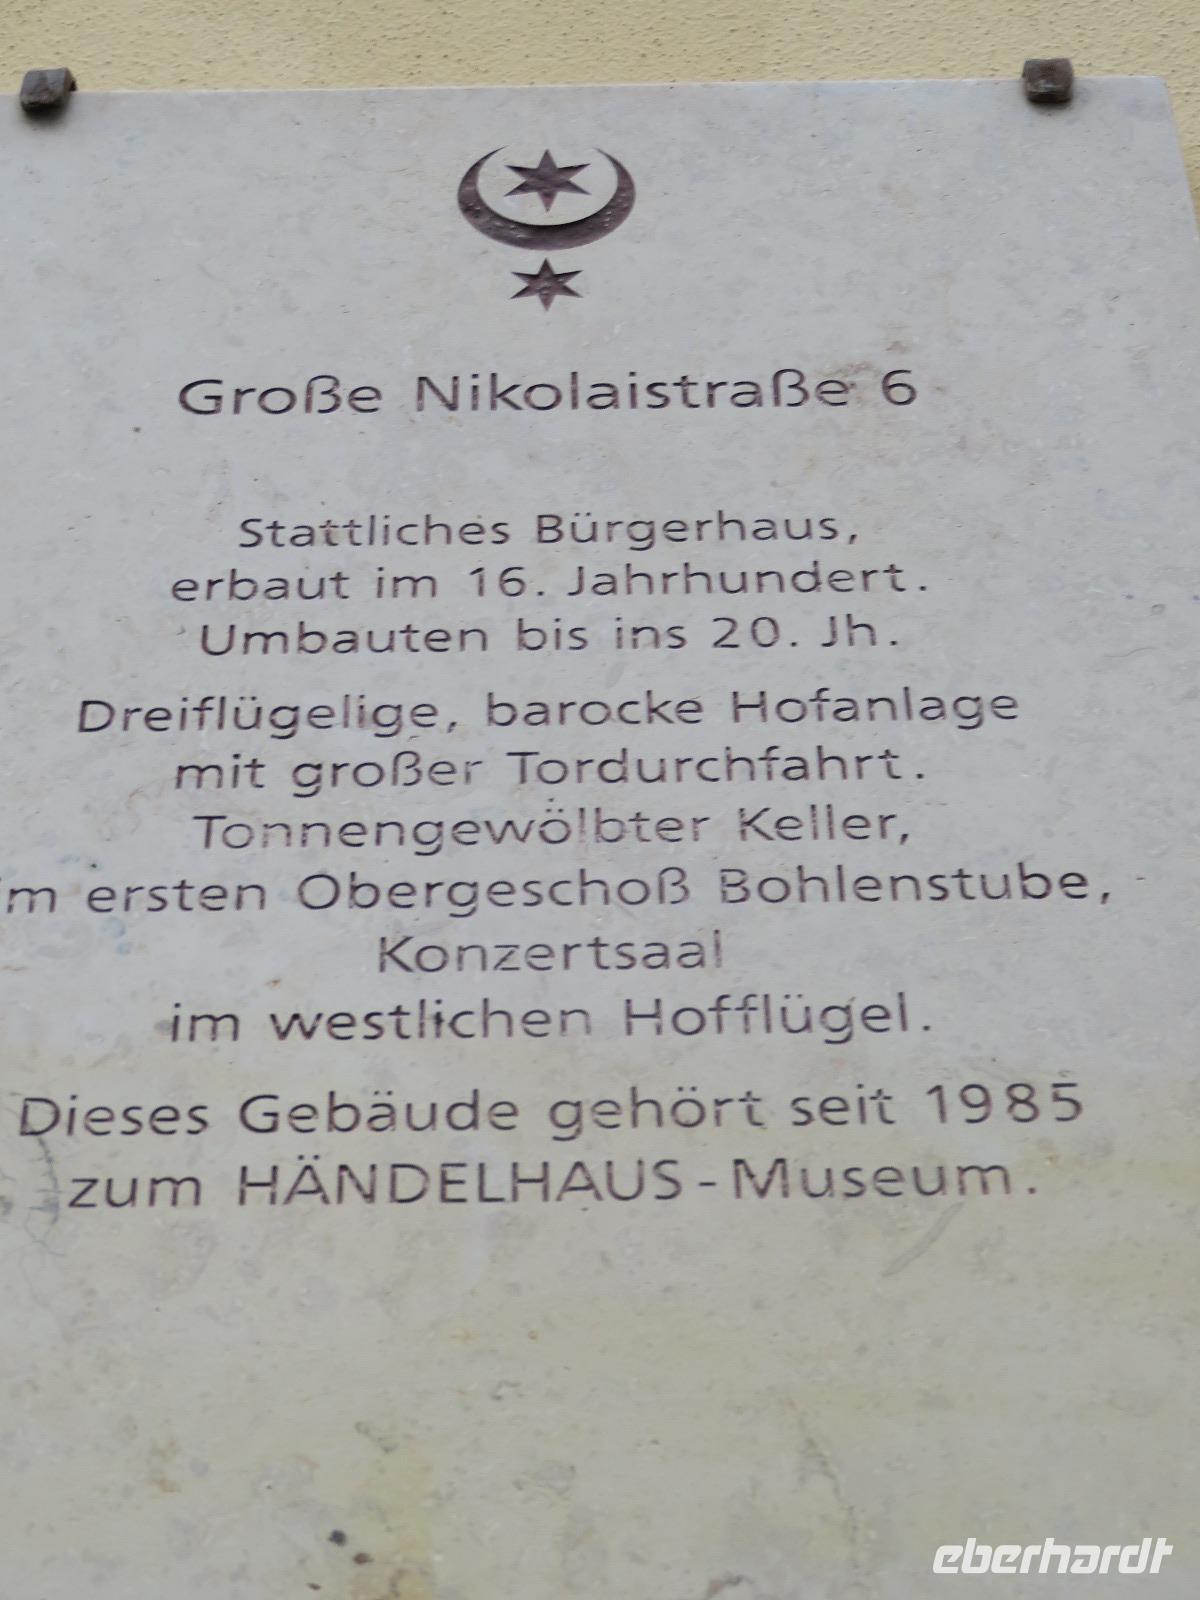 Große Nikolaistraße 6
Stattliches Bürgerhaus,
erbaut im 16. Jahrhundert.
Umbauten bis ins 20. Jh.
Dreiflügelige, barocke Hofanlage
mit großer Tordurchfahrt.
Tonnengewölbter Keller,
im ersten Obergeschoß Bohlenstube,
Konzertsaal
im westlichen Hofflügel.
Dieses Gebäude gehört seit 1985
zum HÄNDELHAUS-Museum.
eberhardt